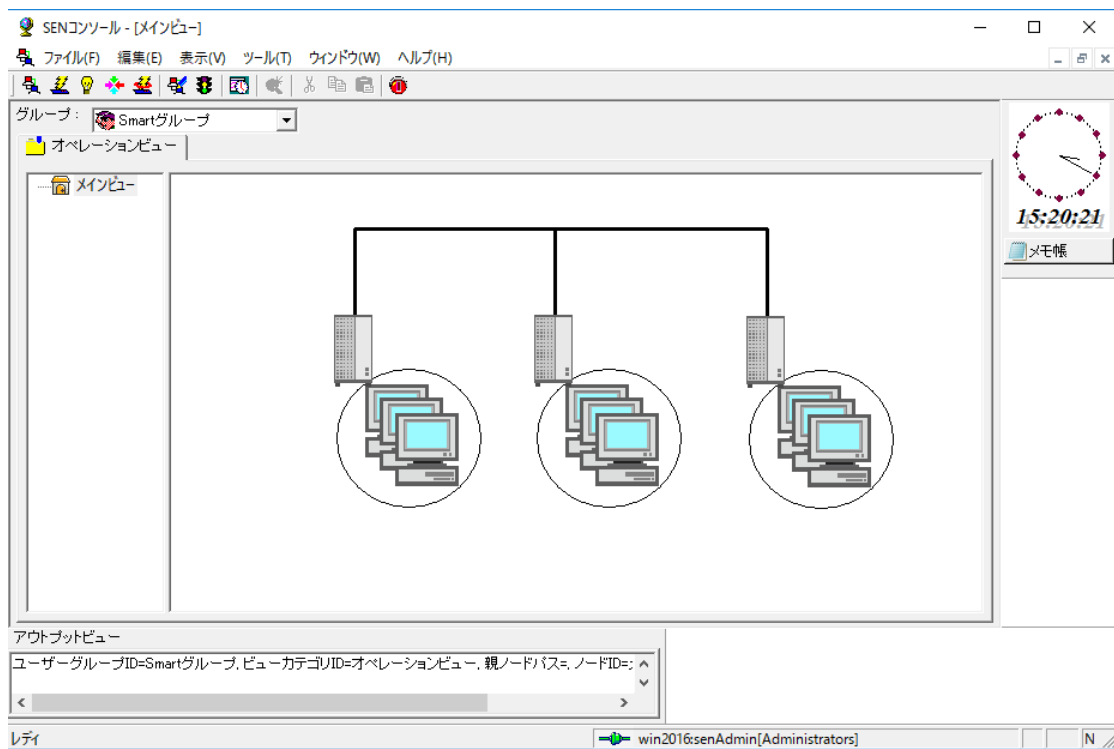 SENコンソール - [メインビュー]
ファイル(F) 編集(E) 表示(V) ツール(T) ウィンドウ(W) ヘルプ(H)
グループ: Smartグループ
オペレーションビュー
メインビュー
15:20:21
メモ帳
アウトプットビュー
ユーザーグループID=Smartグループ, ビューカテゴリID=オペレーションビュー, 親ノードパス=, ノードID=
レディ win2016:senAdmin[Administrators] N